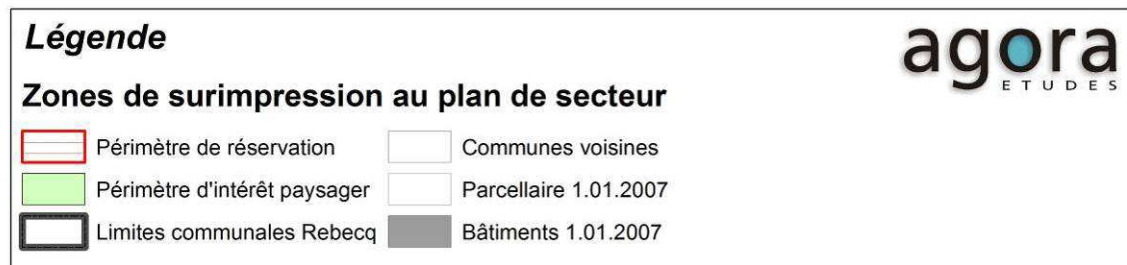 Légende
agora
ETUDES
Zones de surimpression au plan de secteur
Périmètre de réservation
Communes voisines
Périmètre d'intérêt paysager
Parcellaire 1.01.2007
Limites communales Rebecq
Bâtiments 1.01.2007